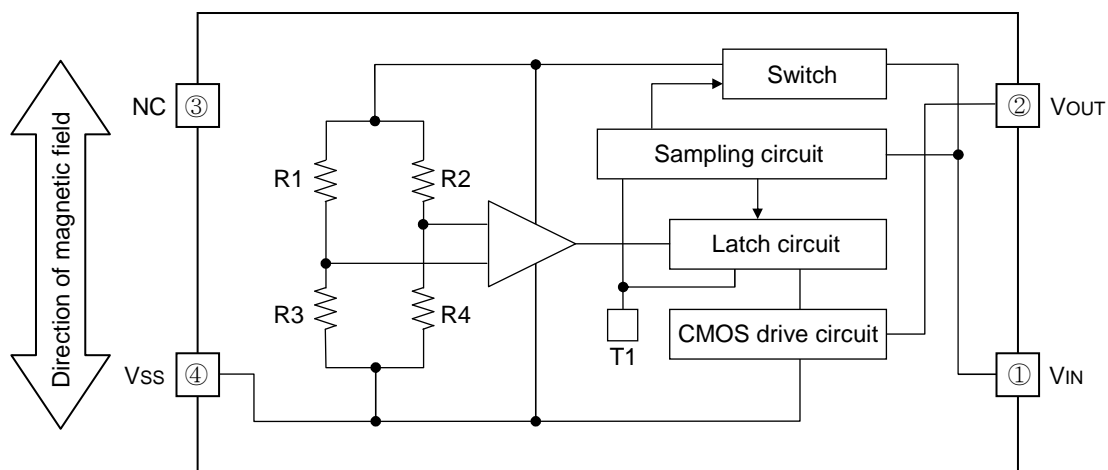 Direction of magnetic field
NC ③
Switch
② VOUT
Sampling circuit
R1
R2
Latch circuit
R3
R4
T1
CMOS drive circuit
VSS ④
① VIN